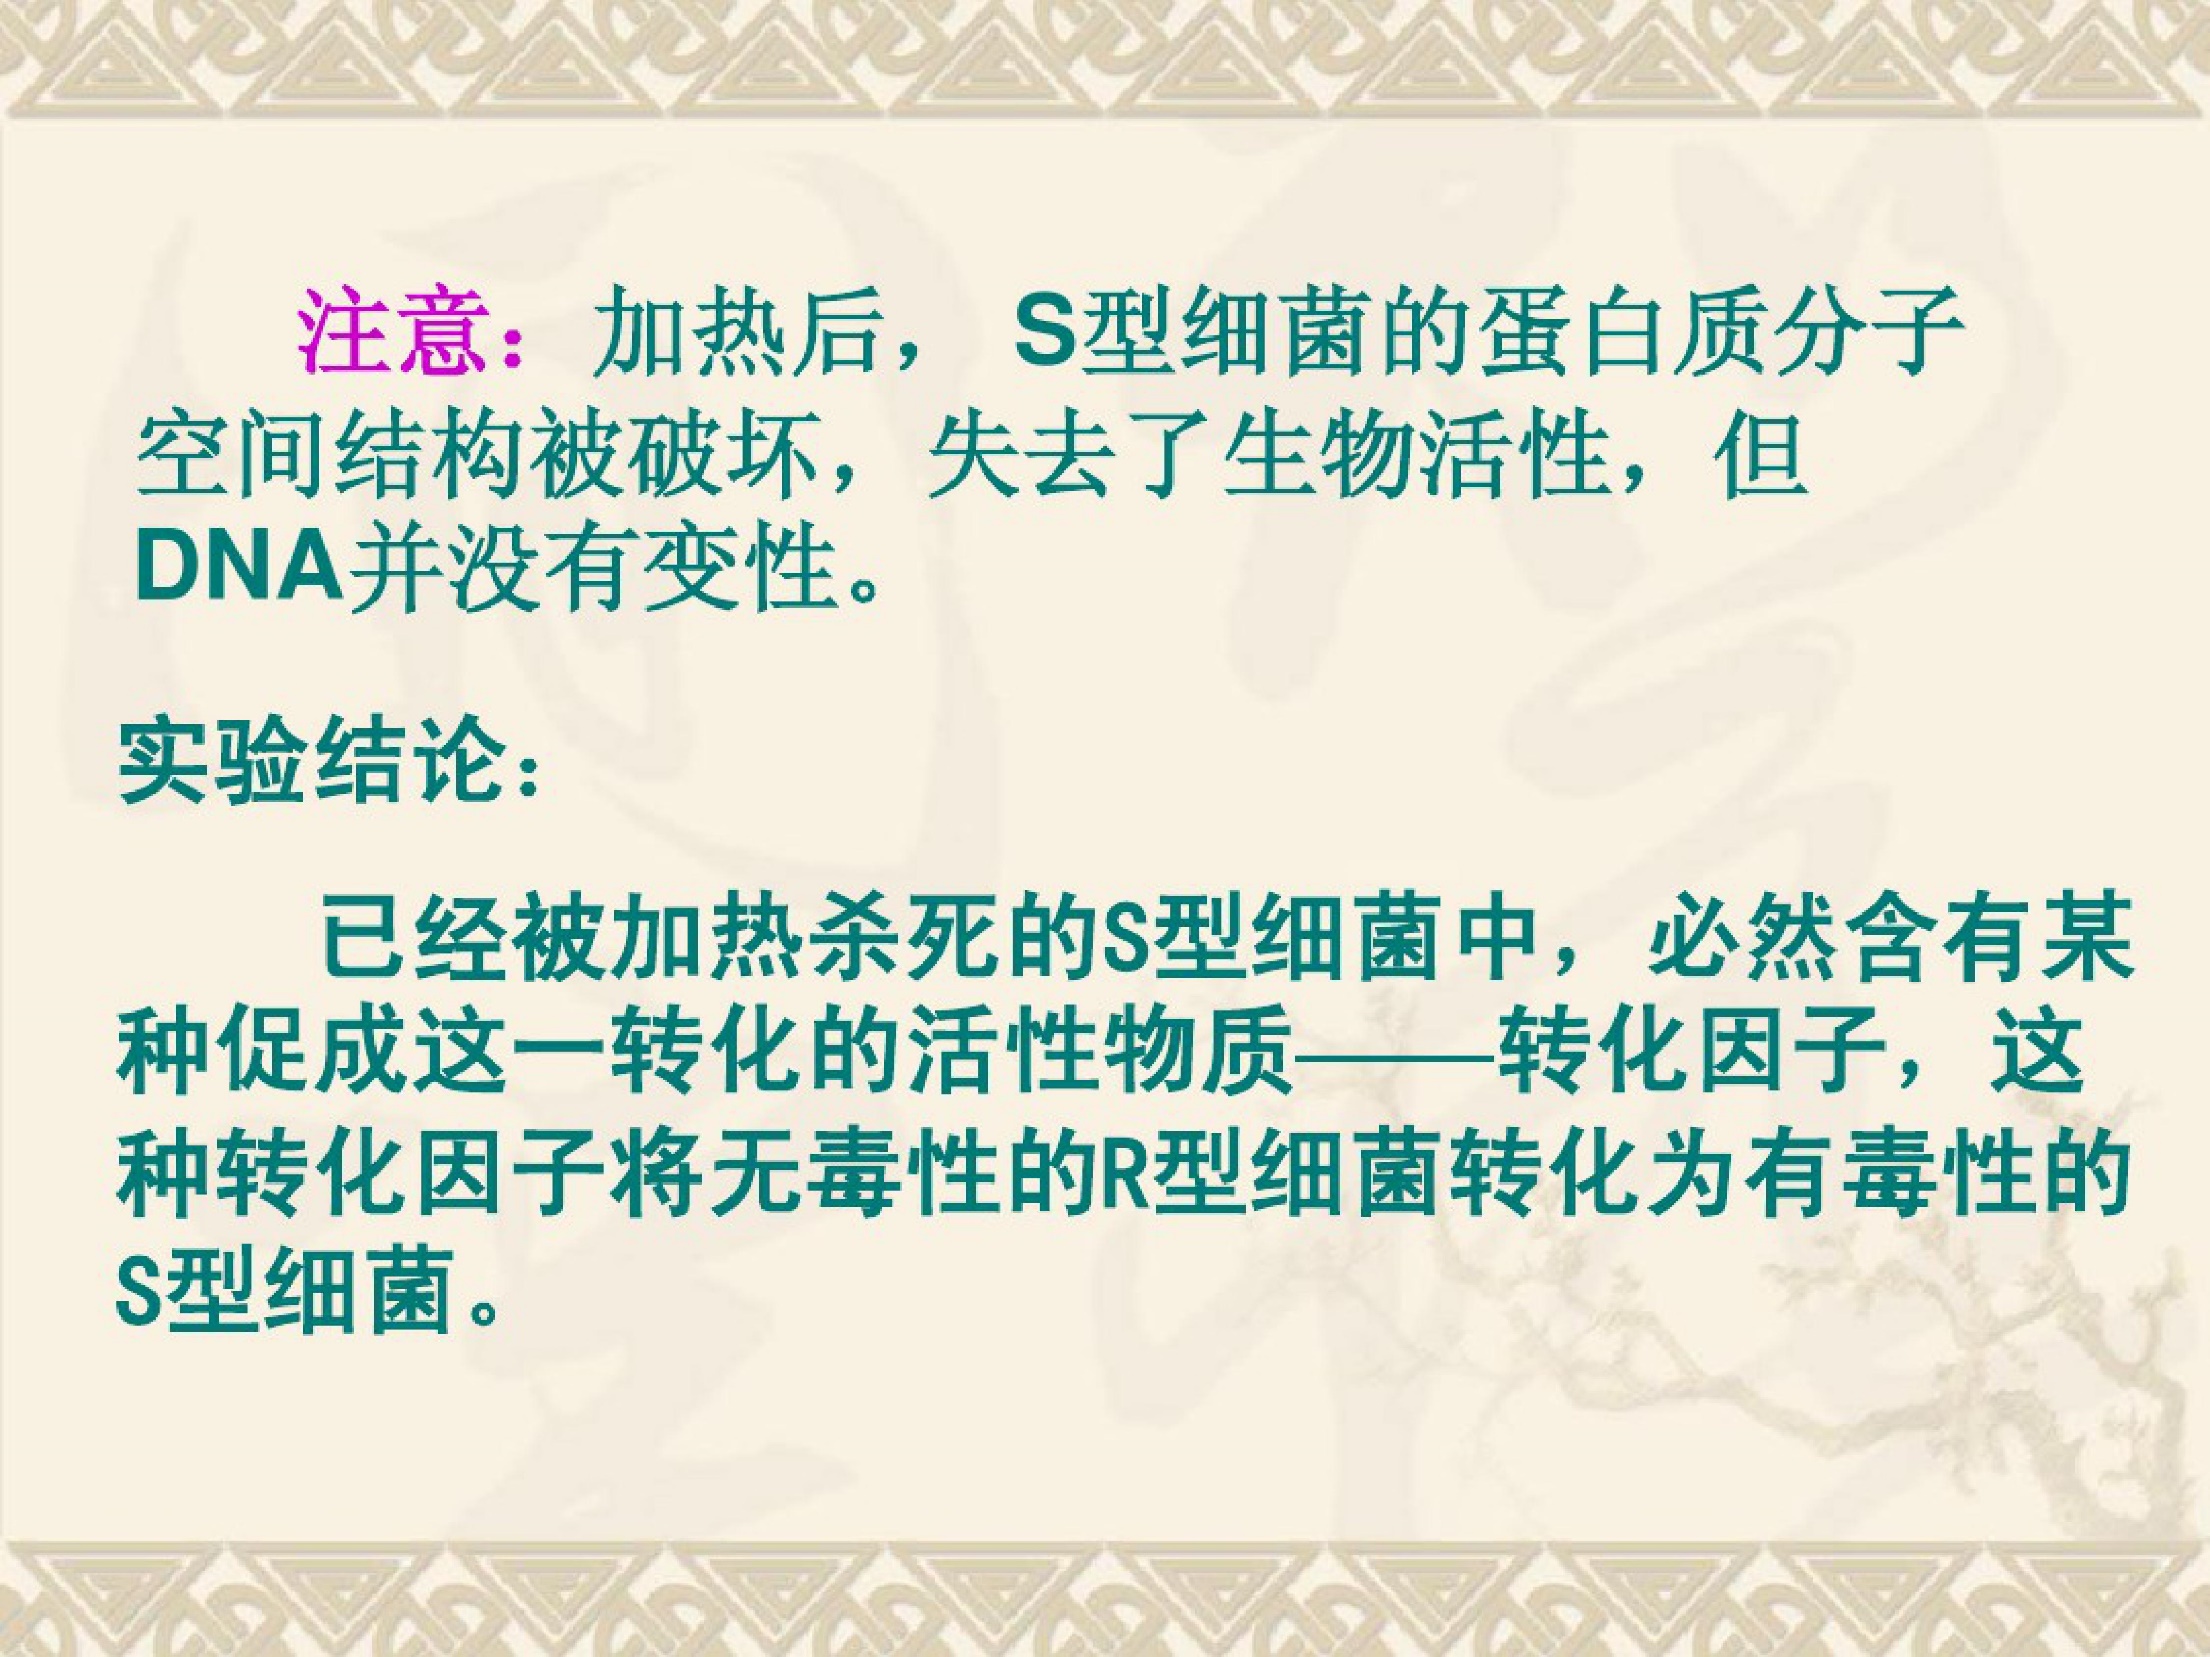 注意：加热后， S型细菌的蛋白质分子
空间结构被破坏，失去了生物活性，但
DNA并没有变性。
实验结论：
已经被加热杀死的S型细菌中，必然含有某
种促成这一转化的活性物质——转化因子，这
种转化因子将无毒性的R型细菌转化为有毒性的
S型细菌。